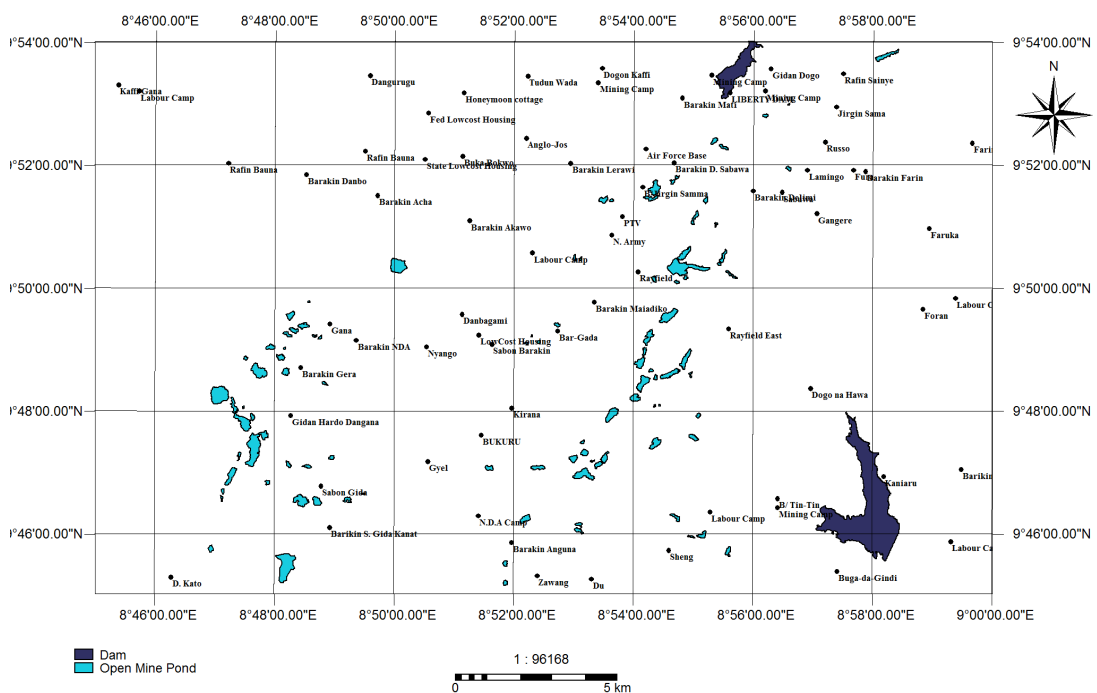 8°46'00.00"E 8°48'00.00"E 8°50'00.00"E 8°52'00.00"E 8°54'00.00"E 8°56'00.00"E 8°58'00.00"E
9°54'00.00"N 9°54'00.00"N
N
Dogon Kaffi
Gidan Dogo
Dangurugu
Tudun Wada
Mining Camp
Rafin Sainye
Mining Camp
Kaffi Gana
Labour Camp
Honeymoon cottage
Mining Camp
Barakin Mati
LIBERTY DAM
Jirgin Sama
Fed Lowcost Housing
Anglo-Jos
Russo
Rafin Bauna
Buka Bokwo
Air Force Base
9°52'00.00"N 9°52'00.00"N
Rafin Bauna
State Lowcost Housing
Barakin Lerawi
Barakin D. Sabawa
Lamingo
Barakin Farin
Barakin Danbo
Barakin Acha
B. Jirgin Samma
Barakin Dalimi
Sabuwa
Barakin Akawo
PTV
Gangere
N. Army
Faruka
Labour Camp
Rayfield
9°50'00.00"N 9°50'00.00"N
Barakin Maiadiko
Labour C
Foran
Danbagami
Gana
Bar-Gada
Rayfield East
Barakin NDA
LowCost Housing
Nyango
Sabon Barakin
Barakin Gera
Dogo na Hawa
9°48'00.00"N 9°48'00.00"N
Gidan Hardo Dangana
Kirana
BUKURU
Gyel
Barikin
Kaniaru
Sabon Gida
B/ Tin-Tin
Mining Camp
N.D.A Camp
Labour Camp
Barikin S. Gida Kanat
9°46'00.00"N 9°46'00.00"N
Barakin Anguna
Labour Ca
Sheng
D. Kato
Zawang
Du
Buga-da-Gindi
8°46'00.00"E 8°48'00.00"E 8°50'00.00"E 8°52'00.00"E 8°54'00.00"E 8°56'00.00"E 8°58'00.00"E 9°00'00.00"E
Dam
Open Mine Pond
1 : 96168
0 5 km